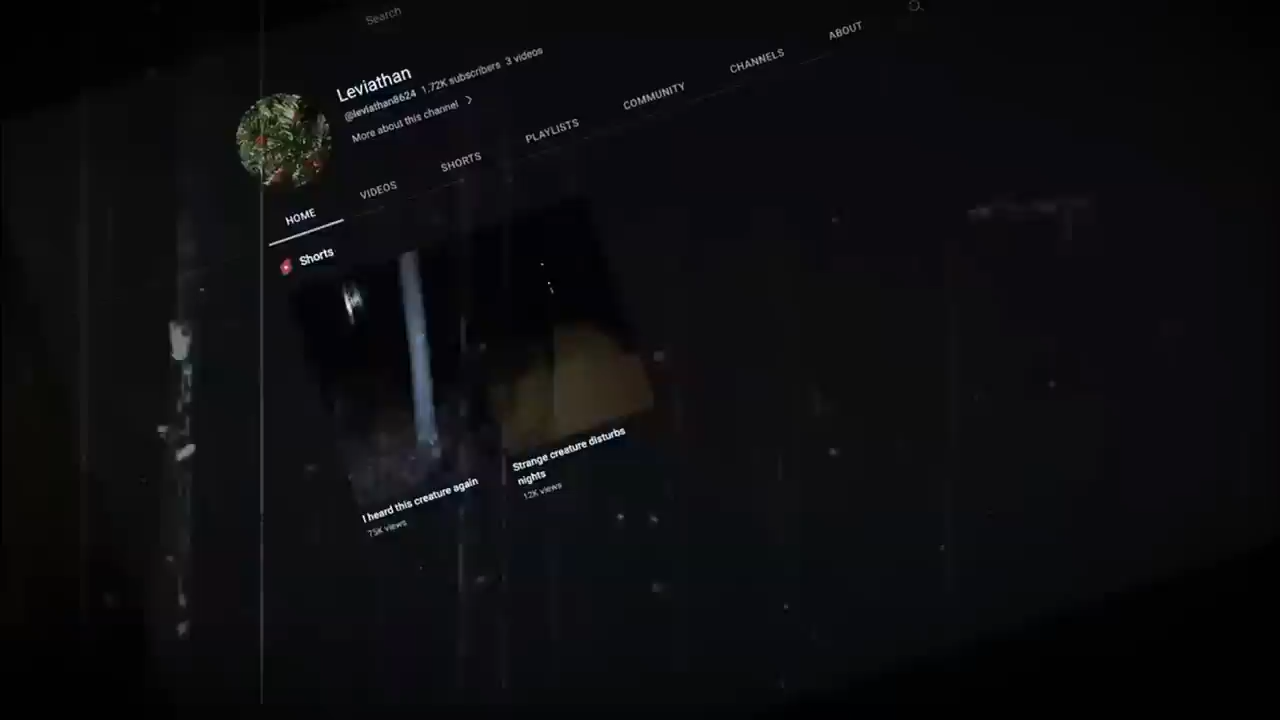 Search
Leviathan
@leviathan8624 1.72K subscribers 3 videos
More about this channel
HOME VIDEOS SHORTS PLAYLISTS COMMUNITY CHANNELS ABOUT
Shorts
I heard this creature again
75K views
Strange creature disturbs
nights
12K views